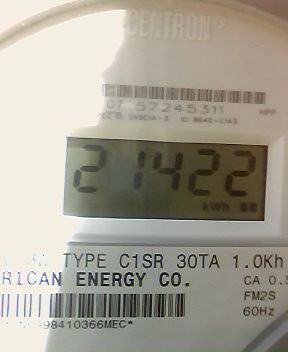 CENTRON®
07 57245311
21422
kWh
TYPE C1SR 30TA 1.0Kh
RICAN ENERGY CO.
CA 0.5
FM2S
60Hz
98410366MEC*